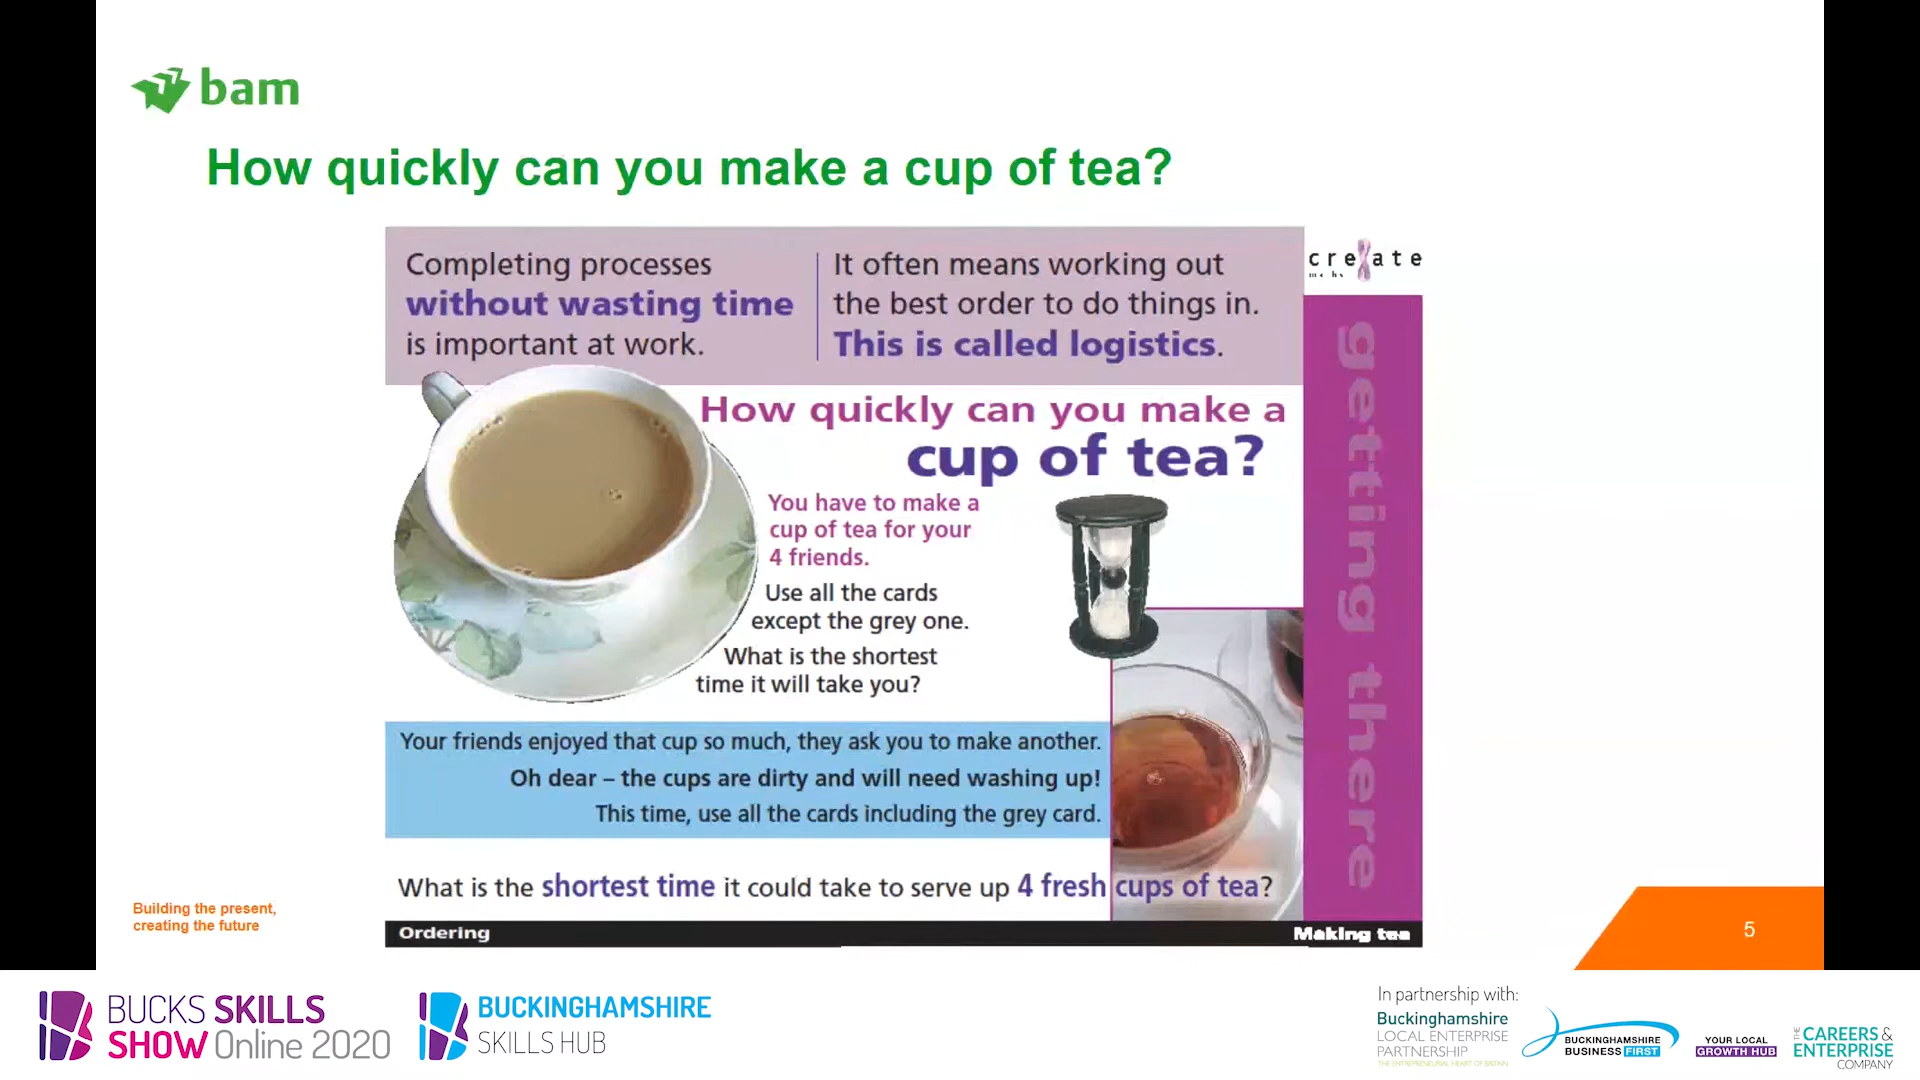 bam
How quickly can you make a cup of tea?
Completing processes
without wasting time
is important at work.
It often means working out
the best order to do things in.
This is called logistics.
create
How quickly can you make a
cup of tea?
You have to make a
cup of tea for your
4 friends.
Use all the cards
except the grey one.
What is the shortest
time it will take you?
Your friends enjoyed that cup so much, they ask you to make another.
Oh dear – the cups are dirty and will need washing up!
This time, use all the cards including the grey card.
What is the shortest time it could take to serve up 4 fresh cups of tea?
getting there
Ordering
Making tea
Building the present,
creating the future
5
BUCKS SKILLS
SHOW Online 2020
BUCKINGHAMSHIRE
SKILLS HUB
In partnership with:
Buckinghamshire
LOCAL ENTERPRISE
PARTNERSHIP
THE ENTREPRENEURIAL HEART OF BRITAIN
BUCKINGHAMSHIRE
BUSINESS FIRST
YOUR LOCAL
GROWTH HUB
THE CAREERS &
ENTERPRISE
COMPANY